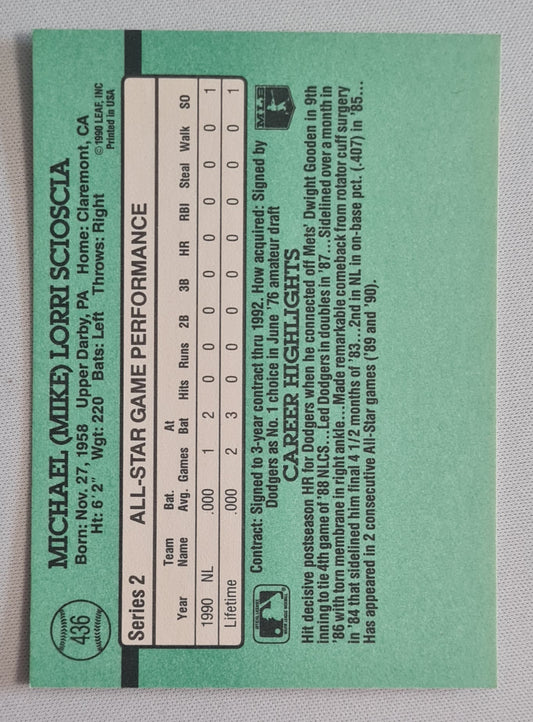 436
MICHAEL (MIKE) LORRI SCIOSCIA
Born: Nov. 27, 1958 Upper Darby, PA Home: Claremont, CA
Ht: 6'2" Wgt: 220 Bats: Left Throws: Right
©1990 LEAF, INC
Printed in USA
Series 2 ALL-STAR GAME PERFORMANCE
Year Team Name Bat. Avg. Games At Bat Hits Runs 2B 3B HR RBI Steal Walk SO
1990 NL .000 1 2 0 0 0 0 0 0 0 0 1
Lifetime .000 2 3 0 0 0 0 0 0 0 0 1
Contract: Signed to 3-year contract thru 1992. How acquired: Signed by
Dodgers as No. 1 choice in June '76 amateur draft
MLB
CAREER HIGHLIGHTS
Hit decisive postseason HR for Dodgers when he connected off Mets' Dwight Gooden in 9th
inning to tie 4th game of '88 NLCS....Led Dodgers in doubles in '87...Sidelined over a month in
'86 with torn membrane in right ankle....Made remarkable comeback from rotator cuff surgery
in '84 that sidelined him final 4 1/2 months of '83...2nd in NL in on-base pct. (.407) in '85...
Has appeared in 2 consecutive All-Star games ('89 and '90).